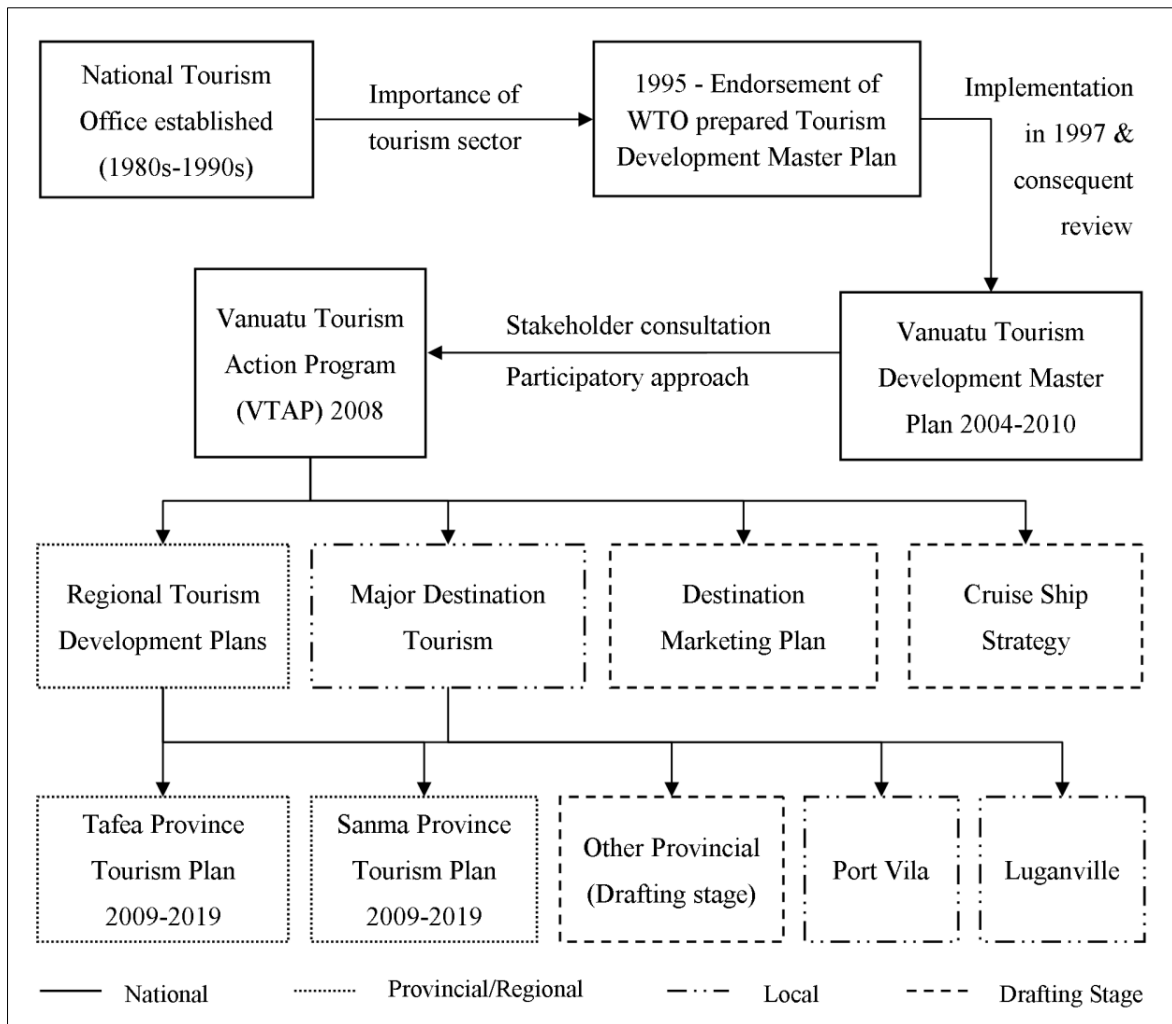 National Tourism
Office established
(1980s-1990s)
Importance of
tourism sector
1995 - Endorsement of
WTO prepared Tourism
Development Master Plan
Implementation
in 1997 &
consequent
review
Vanuatu Tourism
Action Program
(VTAP) 2008
Stakeholder consultation
Participatory approach
Vanuatu Tourism
Development Master
Plan 2004-2010
Regional Tourism
Development Plans
Major Destination
Tourism
Destination
Marketing Plan
Cruise Ship
Strategy
Tafea Province
Tourism Plan
2009-2019
Sanma Province
Tourism Plan
2009-2019
Other Provincial
(Drafting stage)
Port Vila
Luganville
National
Provincial/Regional
Local
Drafting Stage